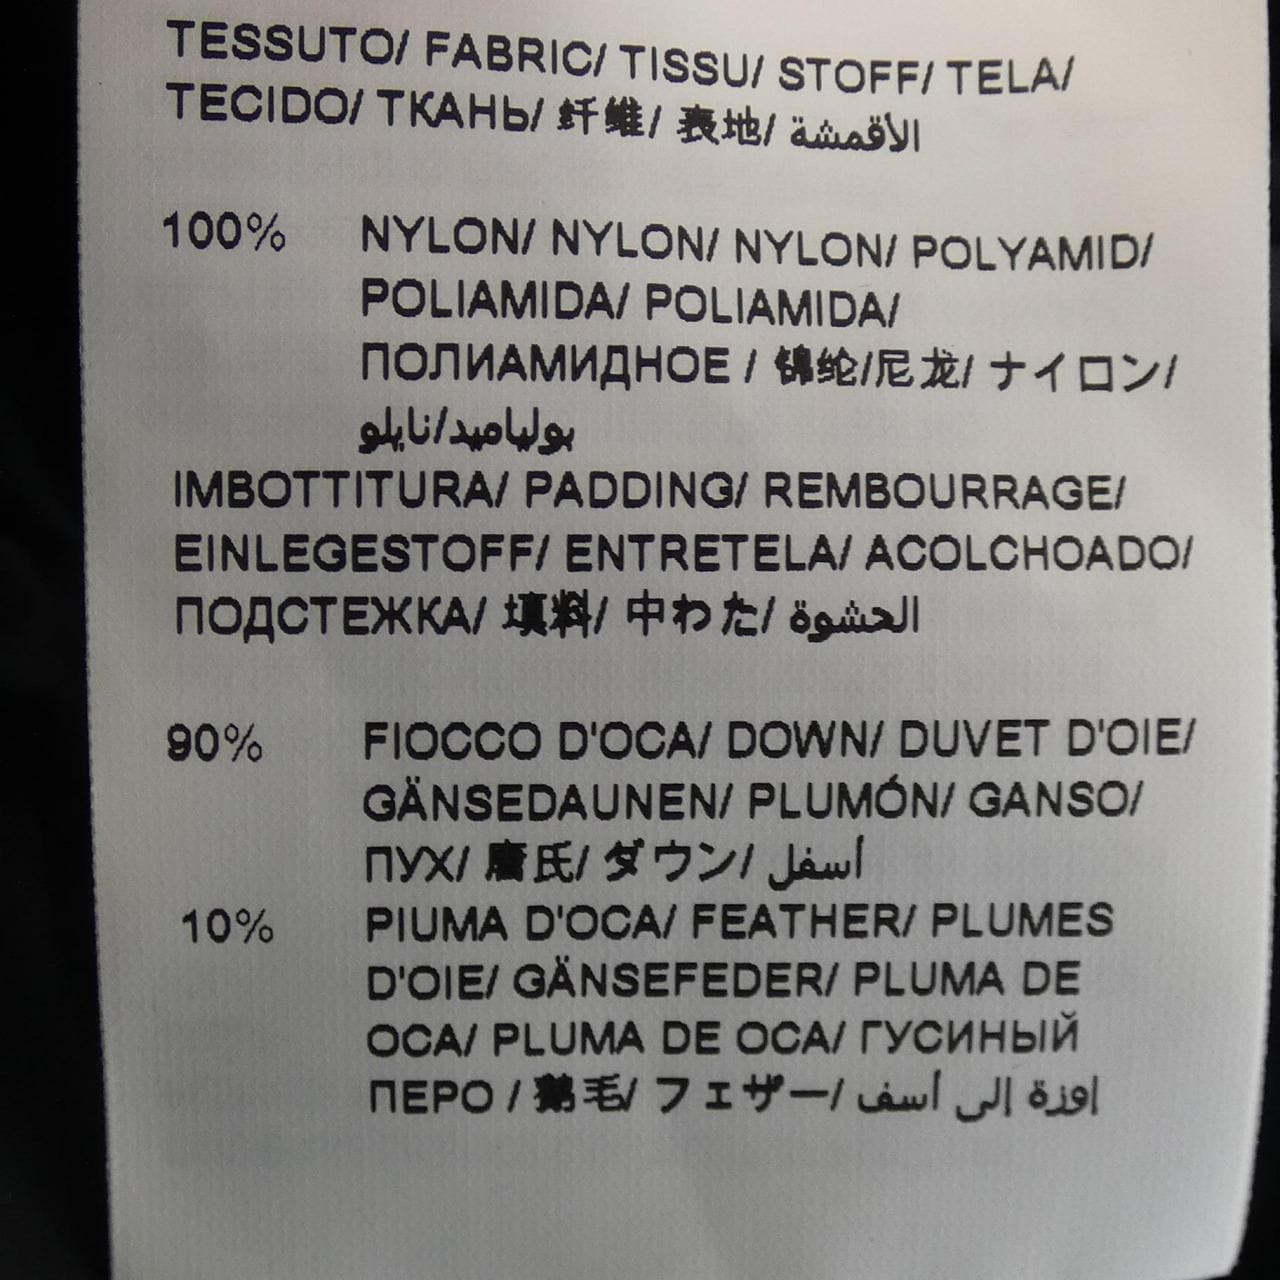 TESSUTO/ FABRIC/ TISSU/ STOFF/ TELA/
TECIDO/ ТКАНЬ/ 纤维/ 表地/ الأقمشة
100% NYLON/ NYLON/ NYLON/ POLYAMID/
POLIAMIDA/ POLIAMIDA/
ПОЛИАМИДНОЕ / 锦纶/尼龙/ ナイロン/
بولياميد/نايلو
IMBOTTITURA/ PADDING/ REMBOURRAGE/
EINLEGESTOFF/ ENTRETELA/ ACOLCHOADO/
ПОДСТЕЖКА/ 填料/ 中わた/ الحشوة
90% FIOCCO D'OCA/ DOWN/ DUVET D'OIE/
GÄNSEDAUNEN/ PLUMÓN/ GANSO/
ПУХ/ 唐氏/ ダウン/ أسفل
10% PIUMA D'OCA/ FEATHER/ PLUMES
D'OIE/ GÄNSEFEDER/ PLUMA DE
OCA/ PLUMA DE OCA/ ГУСИНЫЙ
ПЕРО / 鹅毛/ フェザー/ إوزة إلى أسف